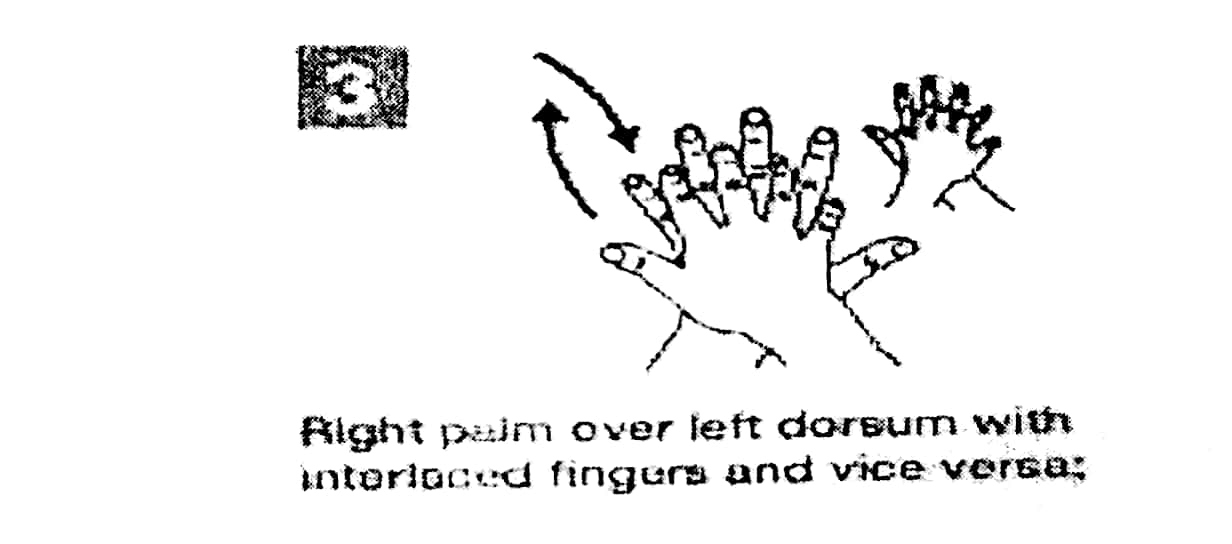 3
Right palm over left dorsum with
interlaced fingers and vice versa;